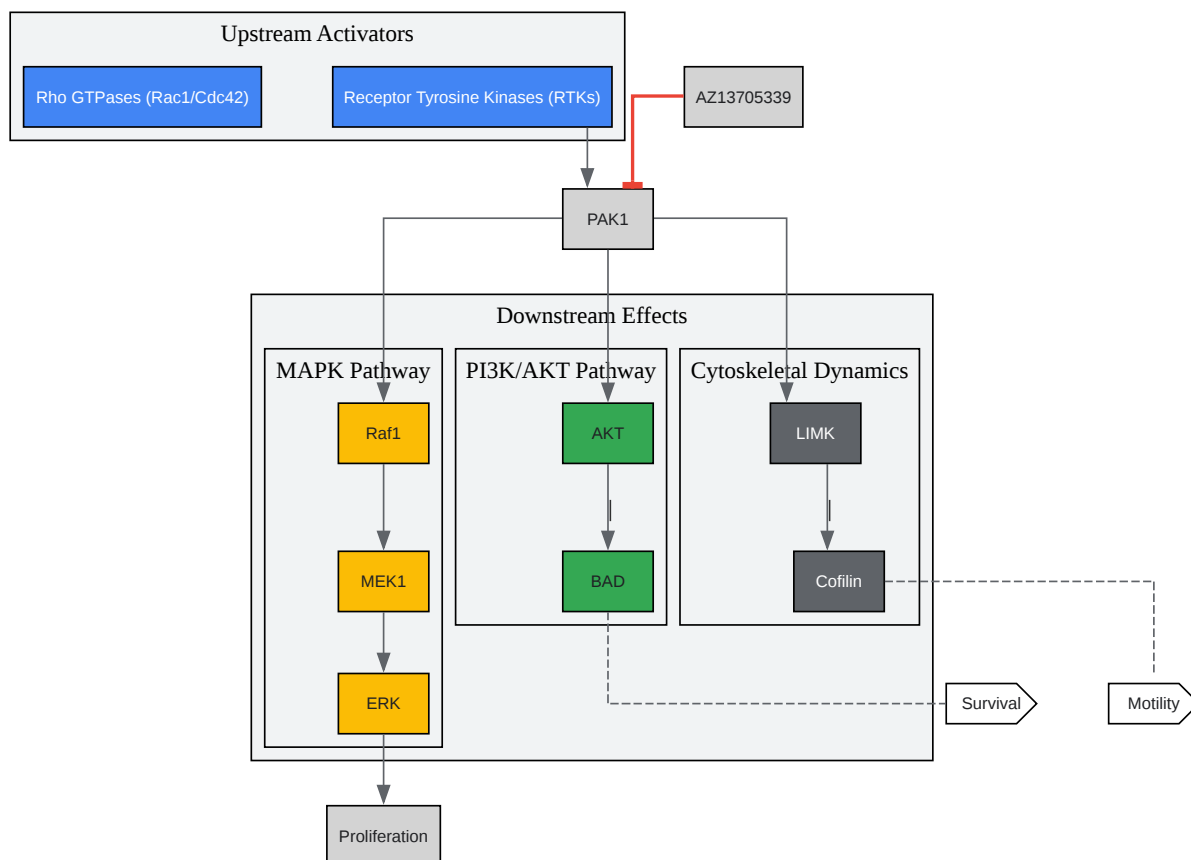 Upstream Activators
Rho GTPases (Rac1/Cdc42)
Receptor Tyrosine Kinases (RTKs)
AZ13705339
PAK1
Downstream Effects
MAPK Pathway
PI3K/AKT Pathway
Cytoskeletal Dynamics
Raf1
AKT
LIMK
|
|
MEK1
BAD
Cofilin
ERK
Survival
Motility
Proliferation